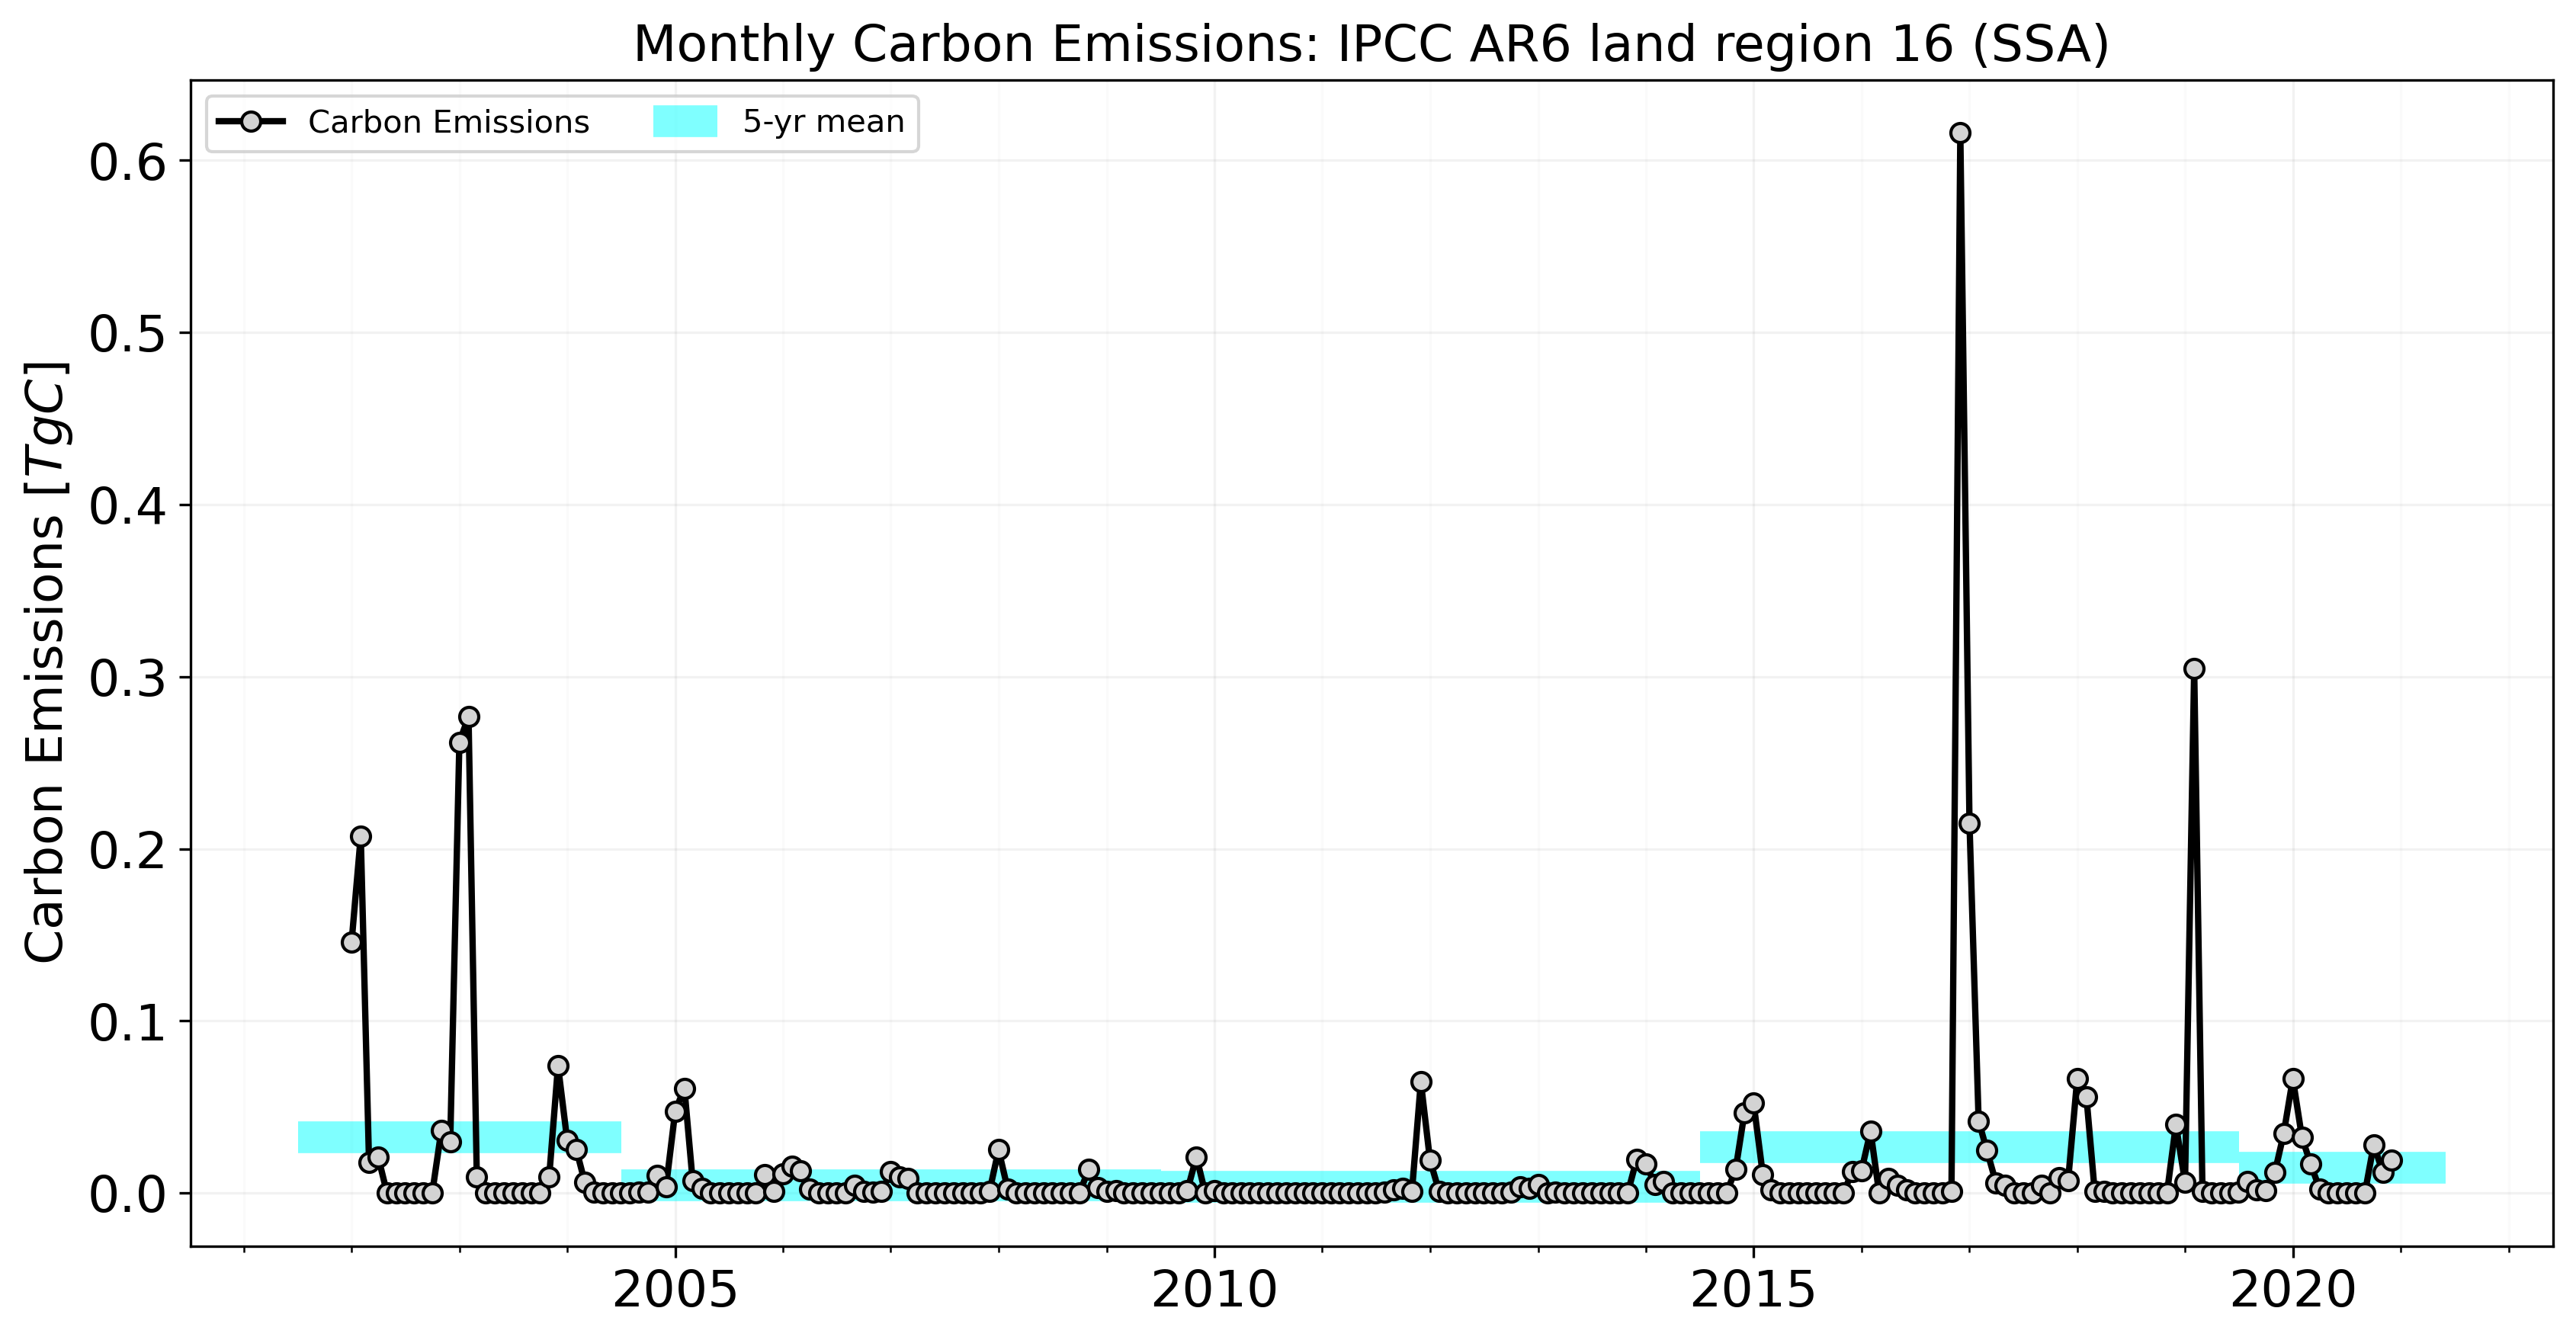 Monthly Carbon Emissions: IPCC AR6 land region 16 (SSA)
Carbon Emissions
5-yr mean
Carbon Emissions [TgC]
0.6
0.5
0.4
0.3
0.2
0.1
0.0
2005
2010
2015
2020